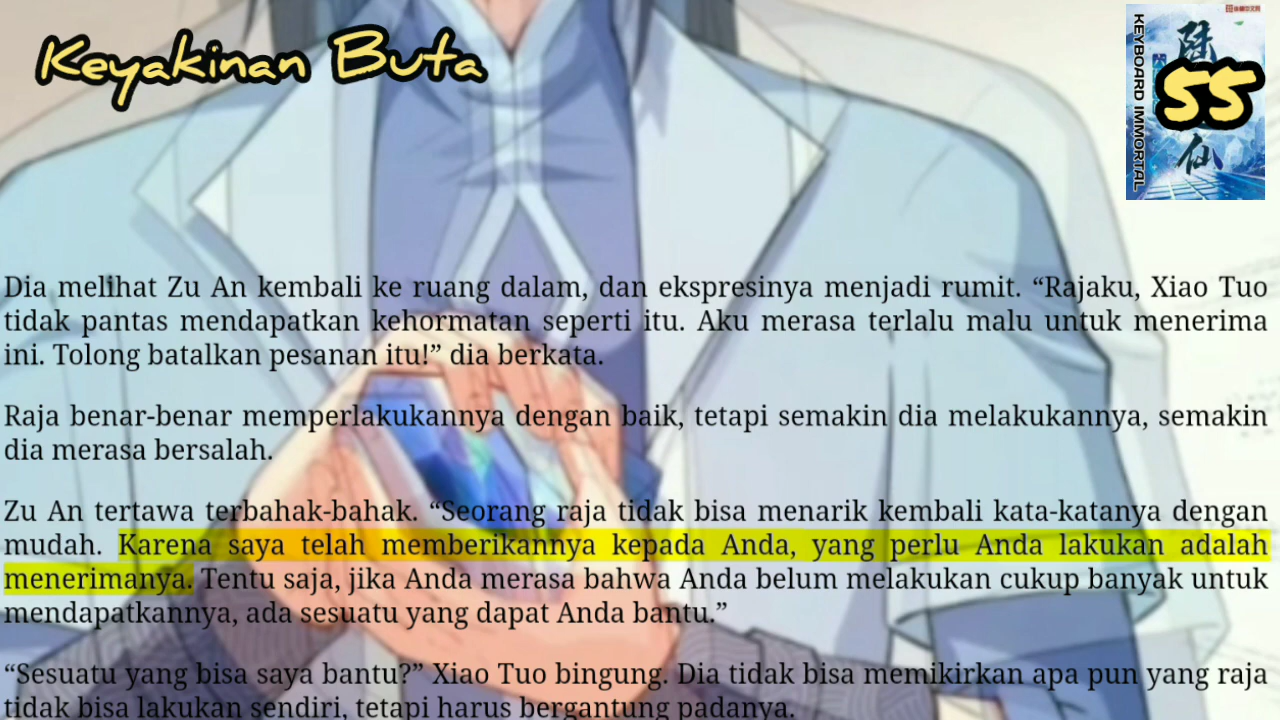 Keyakinan Buta
KEYBOARD IMMORTAL
陆
仙
55
Dia melihat Zu An kembali ke ruang dalam, dan ekspresinya menjadi rumit. “Rajaku, Xiao Tuo
tidak pantas mendapatkan kehormatan seperti itu. Aku merasa terlalu malu untuk menerima
ini. Tolong batalkan pesanan itu!” dia berkata.
Raja benar-benar memperlakukannya dengan baik, tetapi semakin dia melakukannya, semakin
dia merasa bersalah.
Zu An tertawa terbahak-bahak. “Seorang raja tidak bisa menarik kembali kata-katanya dengan
mudah. Karena saya telah memberikannya kepada Anda, yang perlu Anda lakukan adalah
menerimanya. Tentu saja, jika Anda merasa bahwa Anda belum melakukan cukup banyak untuk
mendapatkannya, ada sesuatu yang dapat Anda bantu.”
“Sesuatu yang bisa saya bantu?” Xiao Tuo bingung. Dia tidak bisa memikirkan apa pun yang raja
tidak bisa lakukan sendiri, tetapi harus bergantung padanya.